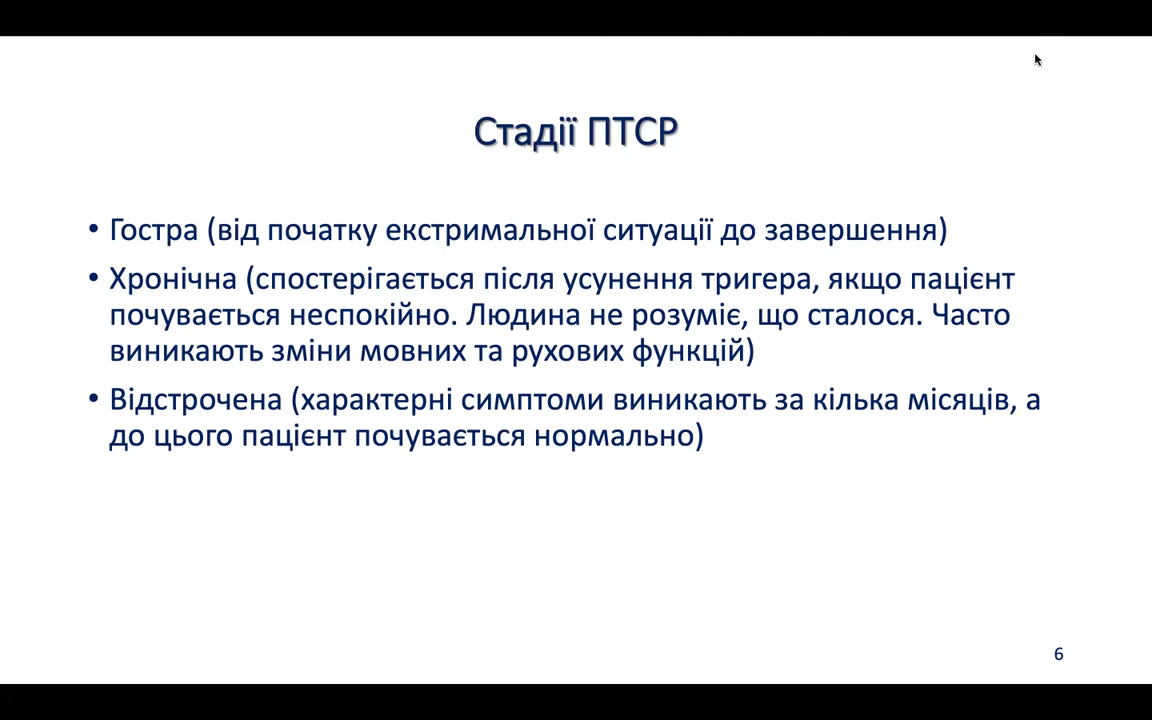 Стадії ПТСР
• Гостра (від початку екстримальної ситуації до завершення)
• Хронічна (спостерігається після усунення тригера, якщо пацієнт
почувається неспокійно. Людина не розуміє, що сталося. Часто
виникають зміни мовних та рухових функцій)
• Відстрочена (характерні симптоми виникають за кілька місяців, а
до цього пацієнт почувається нормально)
6